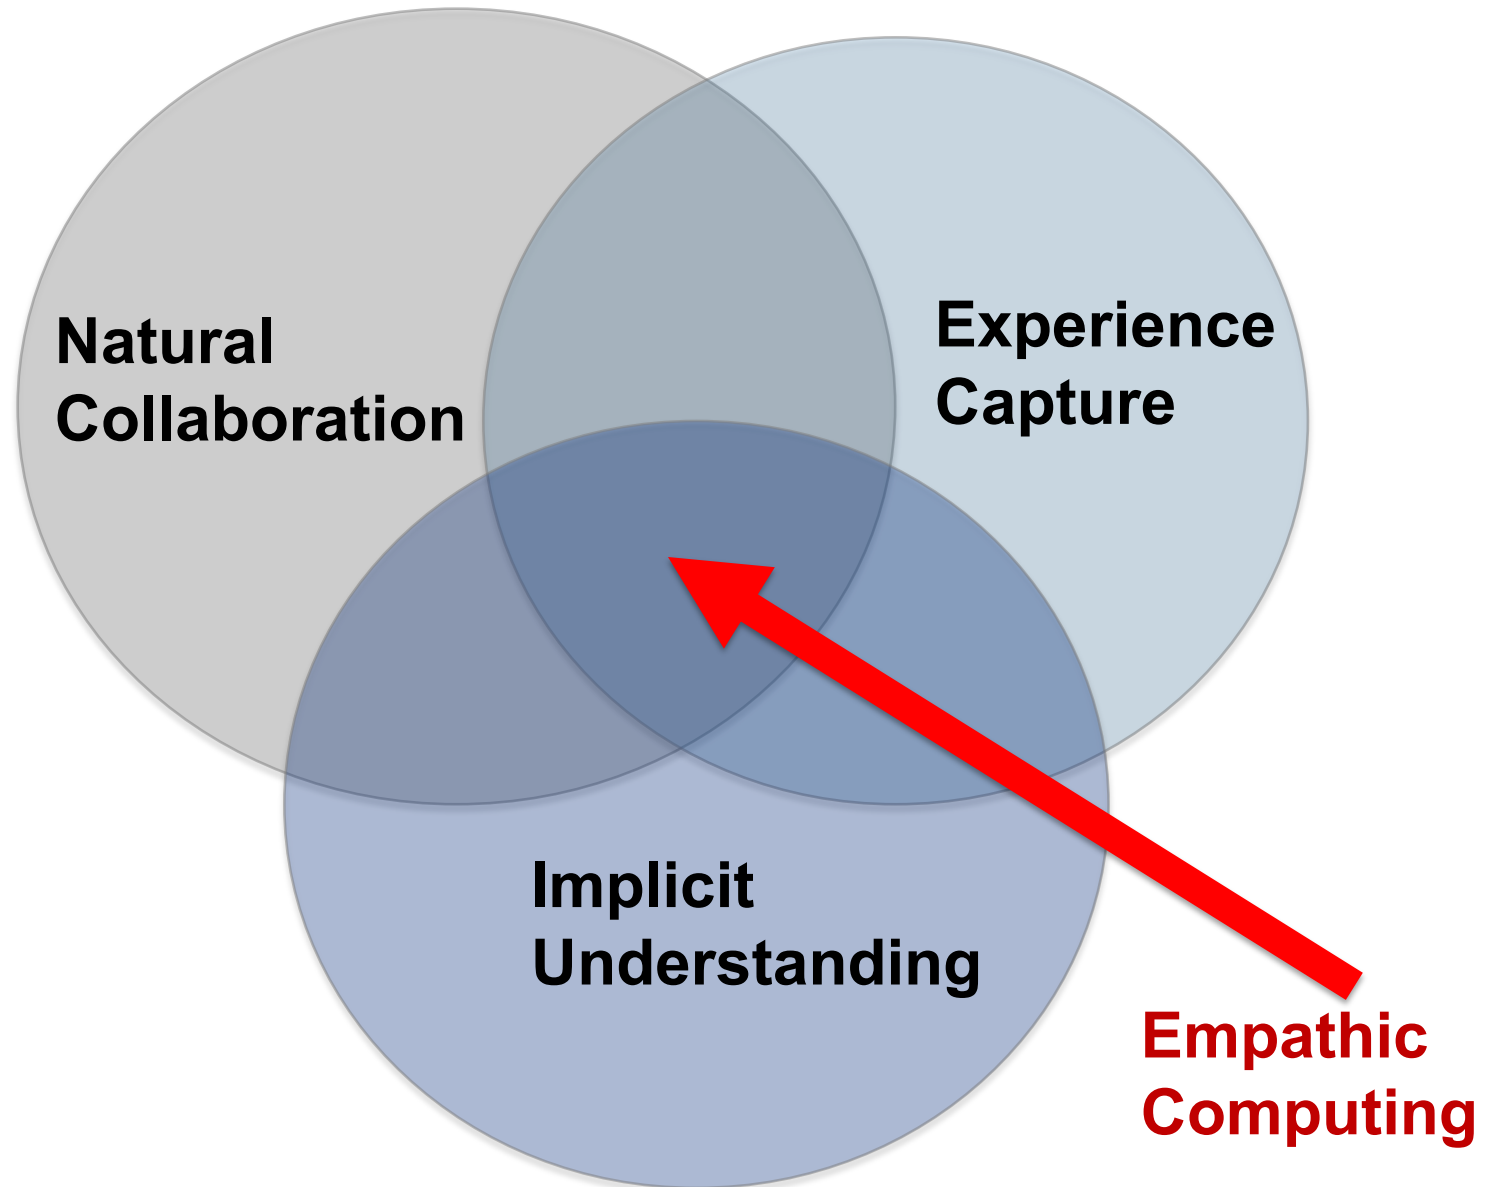 Natural
Collaboration
Experience
Capture
Implicit
Understanding
Empathic
Computing